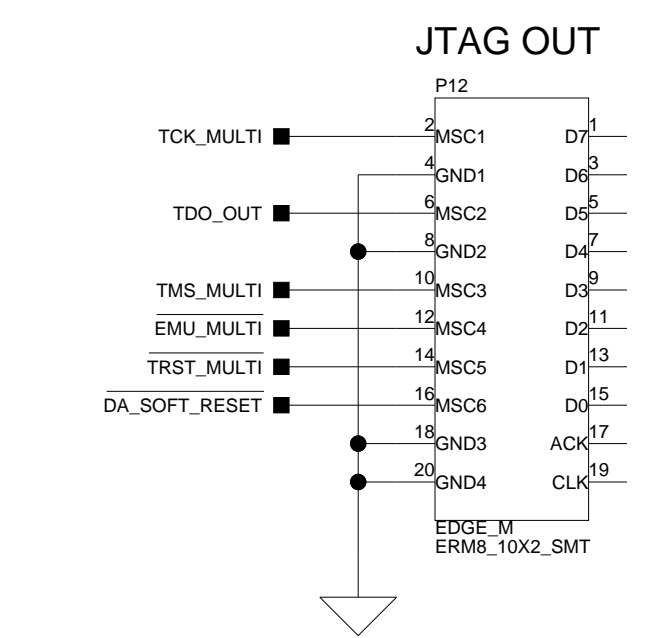 JTAG OUT
P12
TCK_MULTI 2 MSC1 D7 1
4 GND1 D6 3
TDO_OUT 6 MSC2 D5 5
8 GND2 D4 7
TMS_MULTI 10 MSC3 D3 9
EMU_MULTI 12 MSC4 D2 11
TRST_MULTI 14 MSC5 D1 13
DA_SOFT_RESET 16 MSC6 D0 15
18 GND3 ACK 17
20 GND4 CLK 19
EDGE_M
ERM8_10X2_SMT